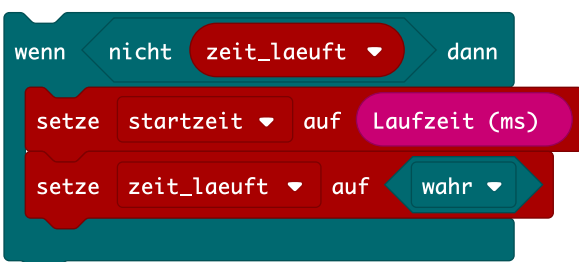 wenn nicht zeit_laeuft dann
setze startzeit auf Laufzeit (ms)
setze zeit_laeuft auf wahr